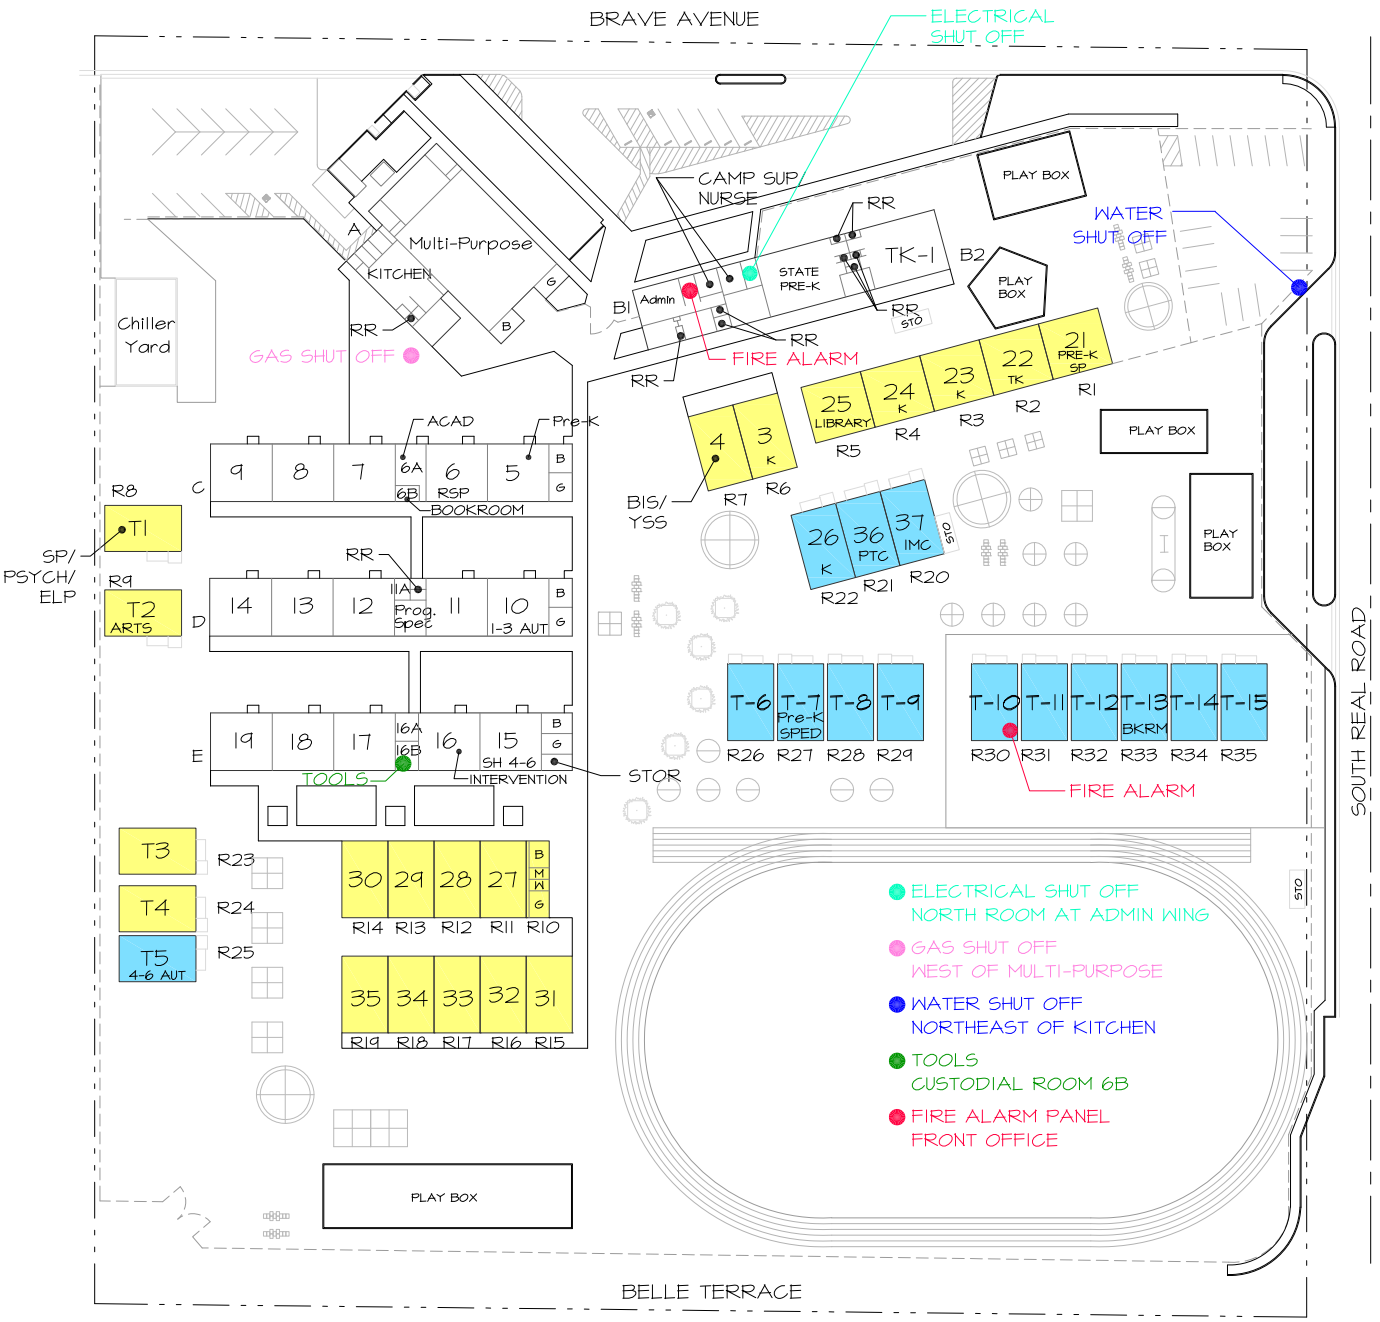 BRAVE AVENUE
ELECTRICAL
SHUT OFF
CAMP SUP
NURSE
RR
PLAY BOX
WATER
SHUT OFF
A
Multi-Purpose
KITCHEN
G
B
RR
GAS SHUT OFF
Chiller
Yard
B1
Admin
STATE
PRE-K
TK-1
B2
PLAY
BOX
RR
STO
RR
FIRE ALARM
RR
21
PRE-K
SP
R1
22
TK
R2
23
K
R3
24
K
R4
25
LIBRARY
R5
3
K
R6
4
R7
BIS/
YSS
PLAY BOX
PLAY
BOX
ACAD
Pre-K
C
9
8
7
6A
6B
6
RSP
5
B
G
BOOKROOM
R8
T1
SP/
PSYCH/
ELP
R9
T2
ARTS
RR
D
14
13
12
11A
Prog.
Spec
11
10
1-3 AUT
B
G
26
K
R22
36
PTC
R21
37
IMC
R20
STO
E
19
18
17
16A
16B
16
15
SH 4-6
B
G
TOOLS
INTERVENTION
STOR
T-6
T-7
Pre-K
SPED
T-8
T-9
T-10
T-11
T-12
T-13
BKRM
T-14
T-15
R26
R27
R28
R29
R30
R31
R32
R33
R34
R35
FIRE ALARM
SOUTH REAL ROAD
T3
R23
T4
R24
T5
4-6 AUT
R25
30
29
28
27
B
M
W
G
R14
R13
R12
R11
R10
35
34
33
32
31
R19
R18
R17
R16
R15
STO
ELECTRICAL SHUT OFF
NORTH ROOM AT ADMIN WING
GAS SHUT OFF
WEST OF MULTI-PURPOSE
WATER SHUT OFF
NORTHEAST OF KITCHEN
TOOLS
CUSTODIAL ROOM 6B
FIRE ALARM PANEL
FRONT OFFICE
PLAY BOX
BELLE TERRACE